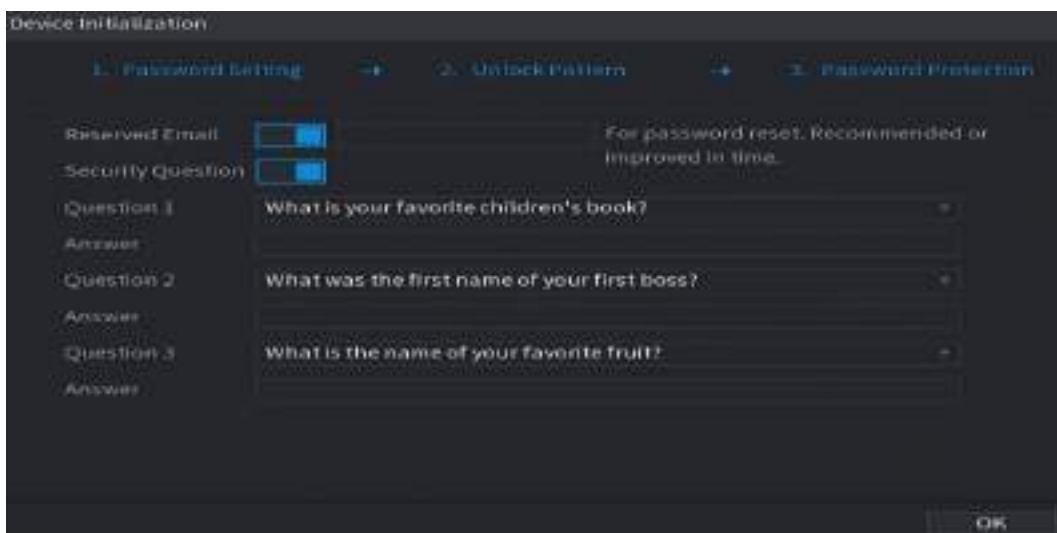 Device Initialization
1. Password Setting → 2. Unlock Pattern → 3. Password Protection
Reserved Email For password reset. Recommended or
improved in time.
Security Question
Question 1 What is your favorite children's book?
Answer
Question 2 What was the first name of your first boss?
Answer
Question 3 What is the name of your favorite fruit?
Answer
OK